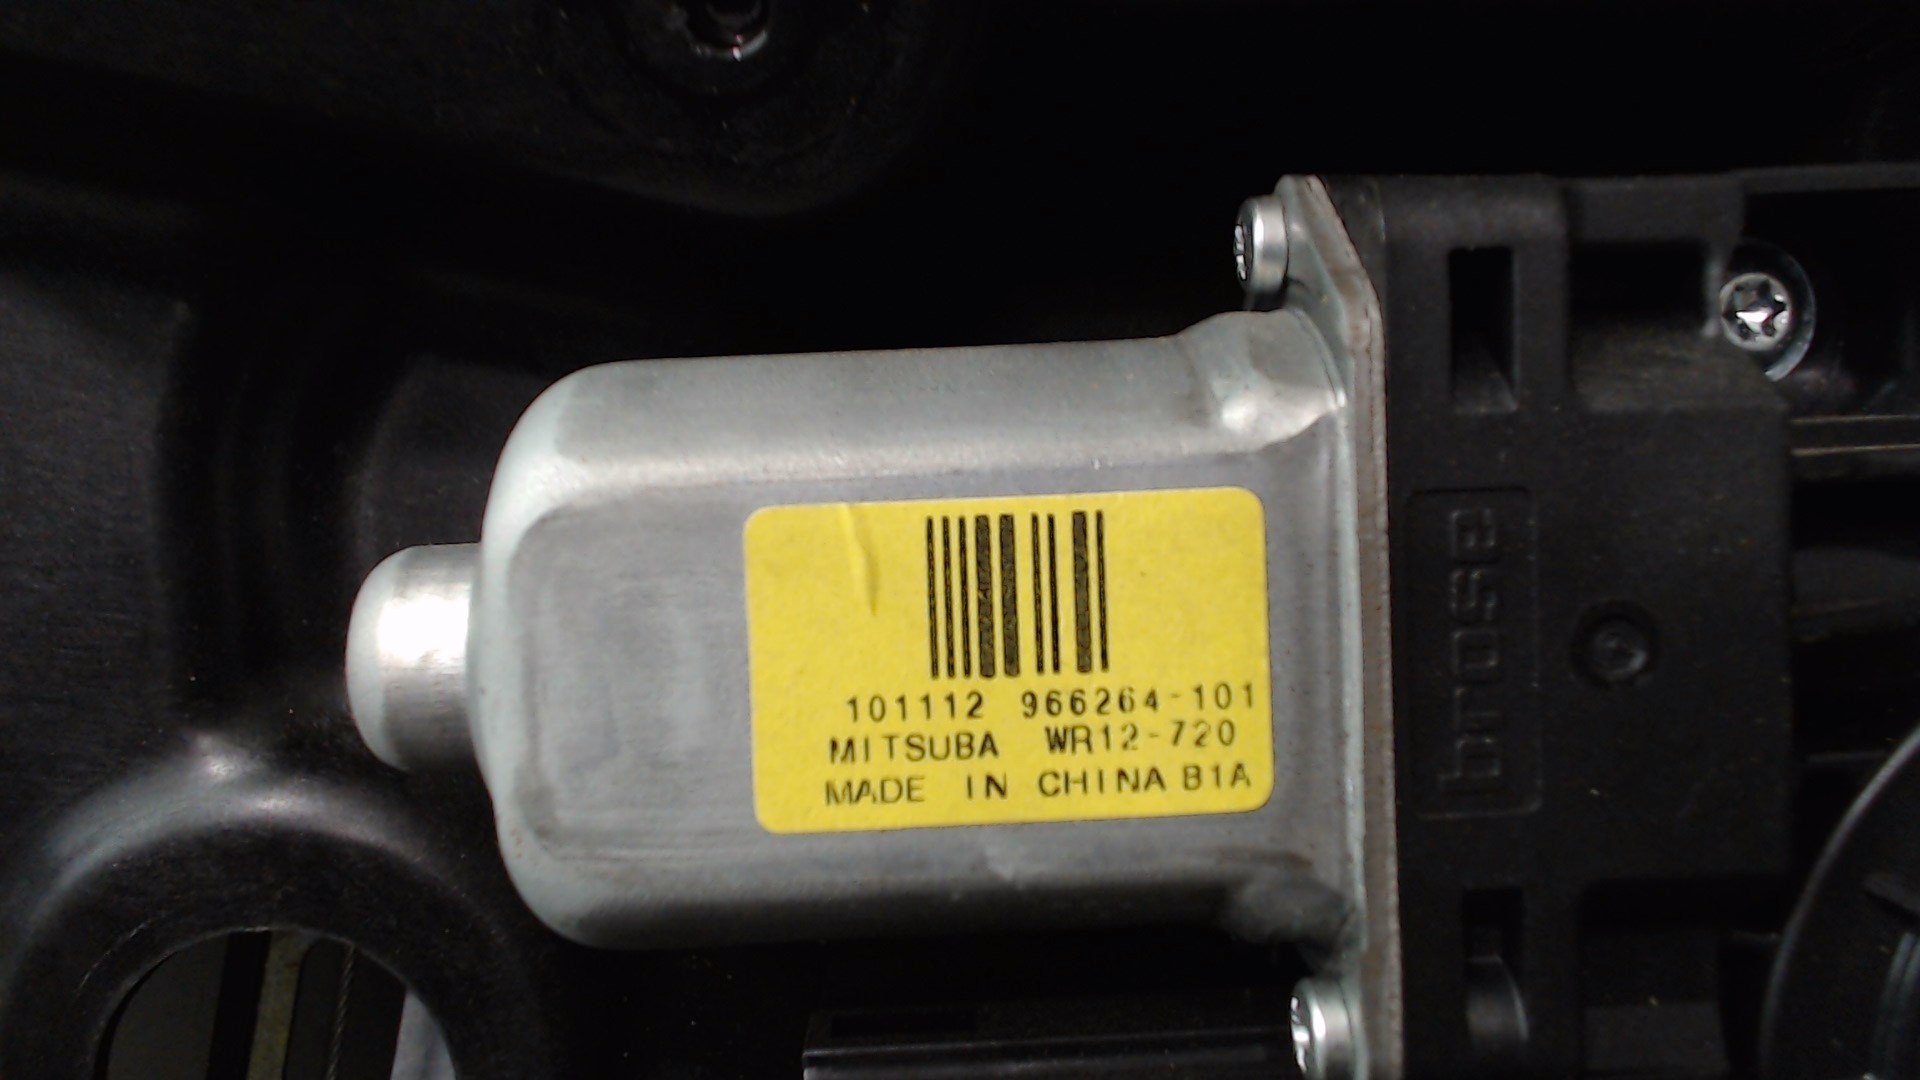 101112 966264-101
MITSUBA WR12-720
MADE IN CHINA B1A
brose